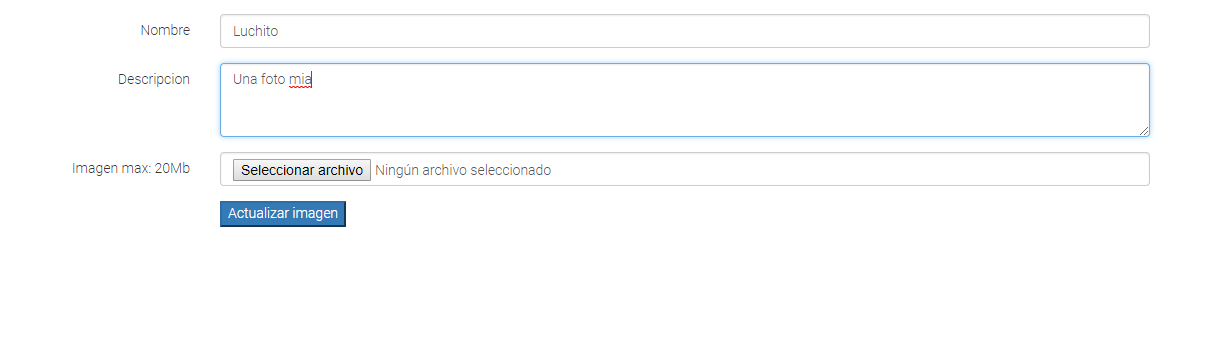 Nombre Luchito
Descripcion Una foto mia
Imagen max: 20Mb Seleccionar archivo Ningún archivo seleccionado
Actualizar imagen